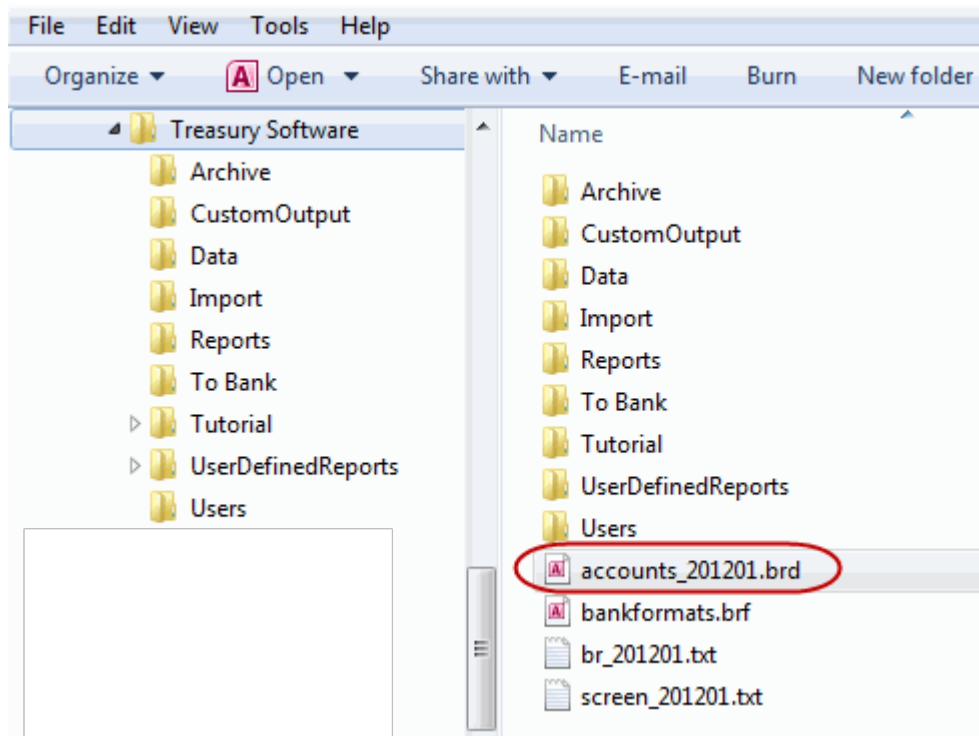 File Edit View Tools Help
Organize Open Share with E-mail Burn New folder
Treasury Software
Archive
CustomOutput
Data
Import
Reports
To Bank
Tutorial
UserDefinedReports
Users
Name
Archive
CustomOutput
Data
Import
Reports
To Bank
Tutorial
UserDefinedReports
Users
accounts_201201.brd
bankformats.brf
br_201201.txt
screen_201201.txt